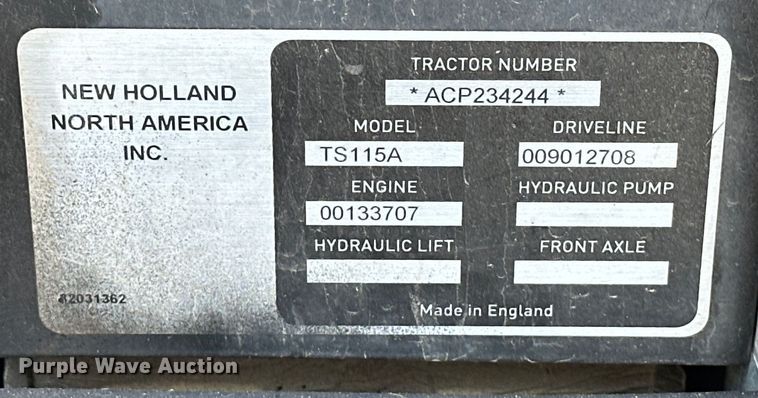 NEW HOLLAND
NORTH AMERICA
INC.
TRACTOR NUMBER
* ACP234244 *
MODEL DRIVELINE
TS115A 009012708
ENGINE HYDRAULIC PUMP
00133707
HYDRAULIC LIFT FRONT AXLE
82031362
Made in England
Purple Wave Auction